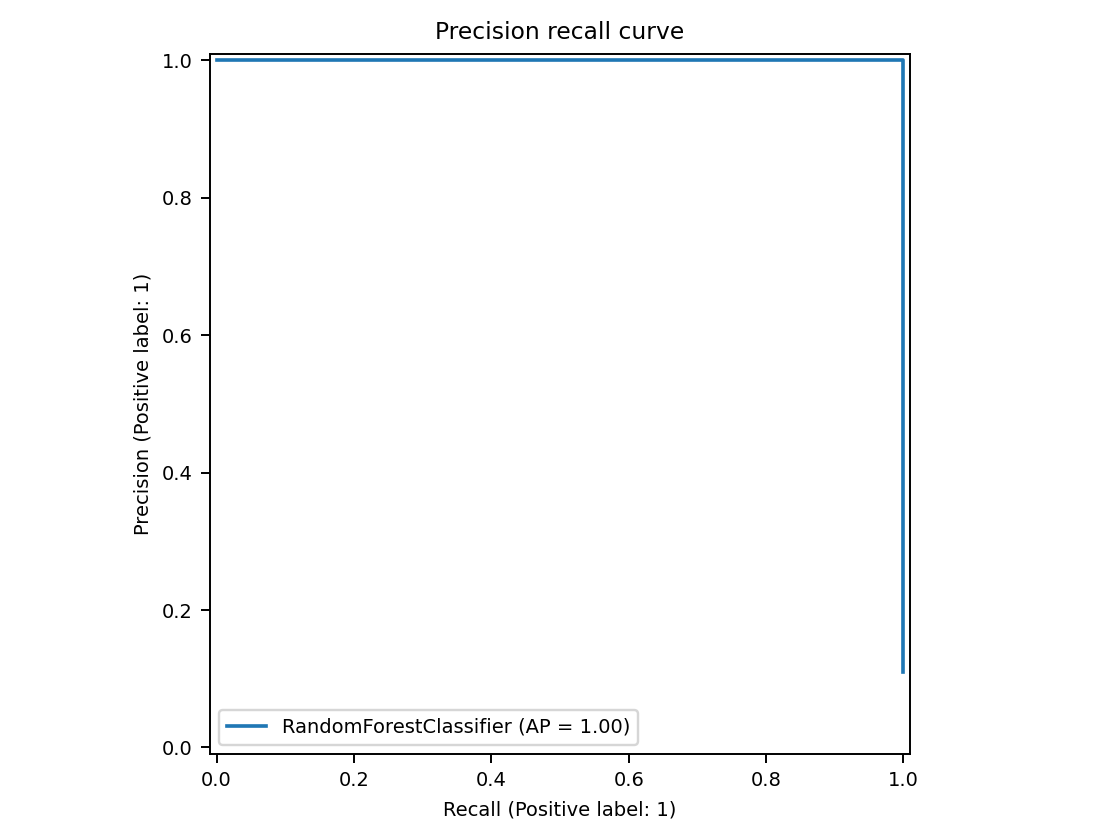 Precision recall curve
1.0
0.8
0.6
0.4
0.2
0.0
Precision (Positive label: 1)
RandomForestClassifier (AP = 1.00)
0.0 0.2 0.4 0.6 0.8 1.0
Recall (Positive label: 1)